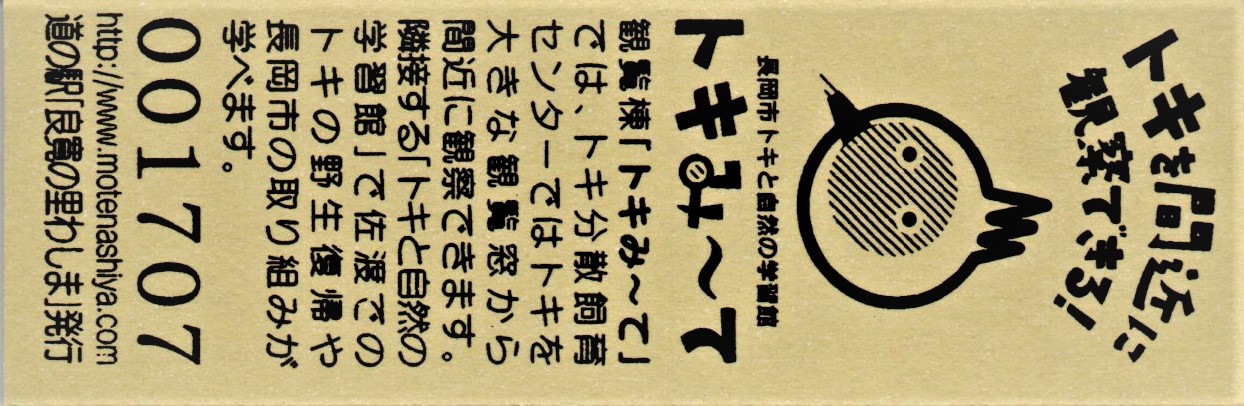 トキを間近に
観察できる!
長岡市 トキと自然の学習館
トキみ〜て
観覧棟「トキみ〜て」
では、トキ分散飼育
センターではトキを
大きな観覧窓から
間近に観察できます。
隣接する「トキと自然の
学習館」で佐渡での
トキの野生復帰や
長岡市の取り組みが
学べます。
001707
http://www.motenashiya.com
道の駅「良寛の里わしま」発行